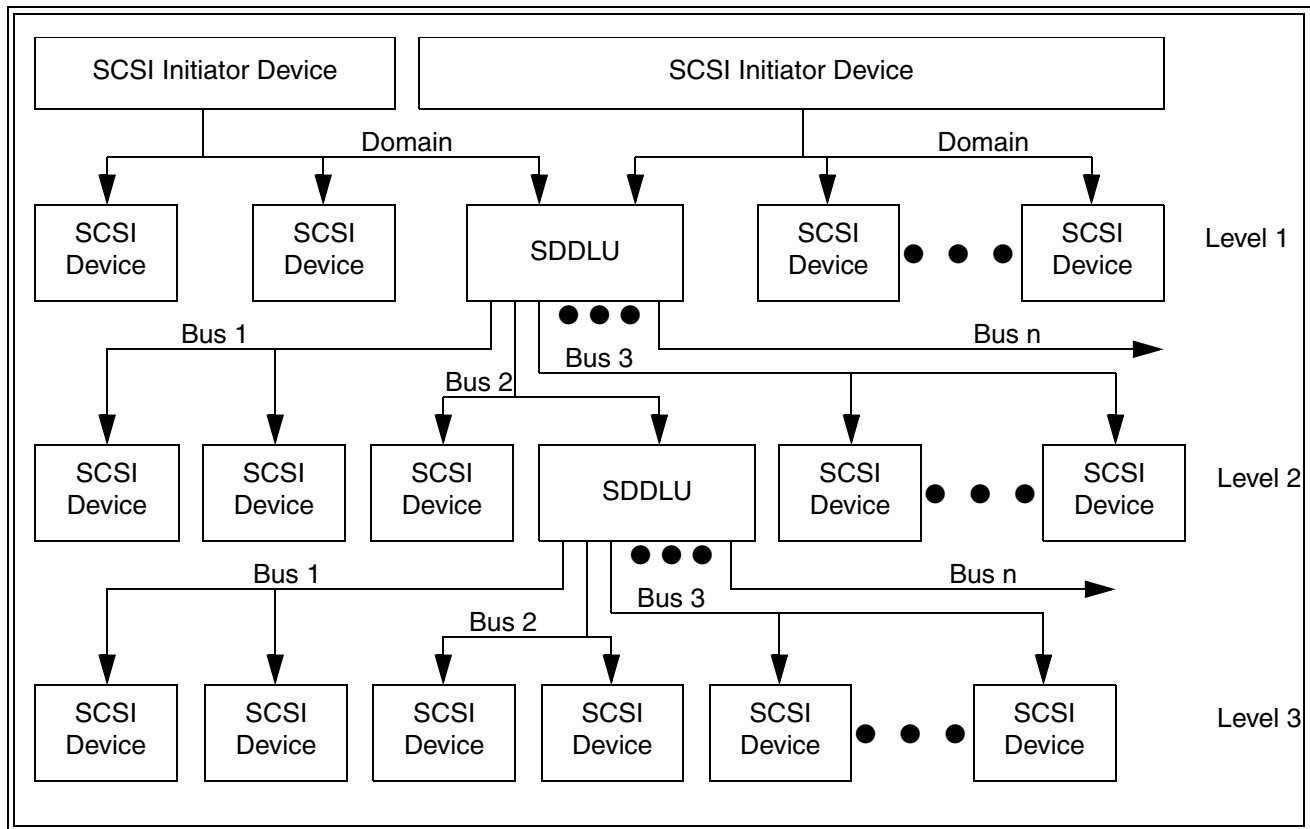 SCSI Initiator Device
SCSI Initiator Device
Domain
Domain
SCSI
Device
SCSI
Device
SDDLU
SCSI
Device
SCSI
Device
Level 1
Bus 1
Bus n
Bus 3
Bus 2
SCSI
Device
SCSI
Device
SCSI
Device
SDDLU
SCSI
Device
SCSI
Device
Level 2
Bus 1
Bus n
Bus 3
Bus 2
SCSI
Device
SCSI
Device
SCSI
Device
SCSI
Device
SCSI
Device
SCSI
Device
Level 3